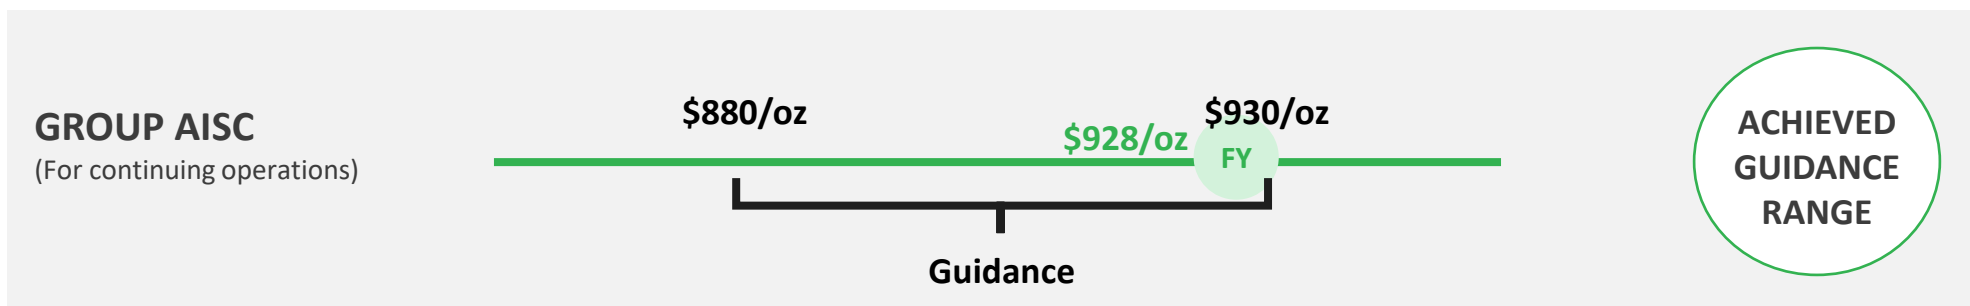 GROUP AISC
(For continuing operations)
$880/oz
$928/oz
FY
$930/oz
Guidance
ACHIEVED
GUIDANCE
RANGE